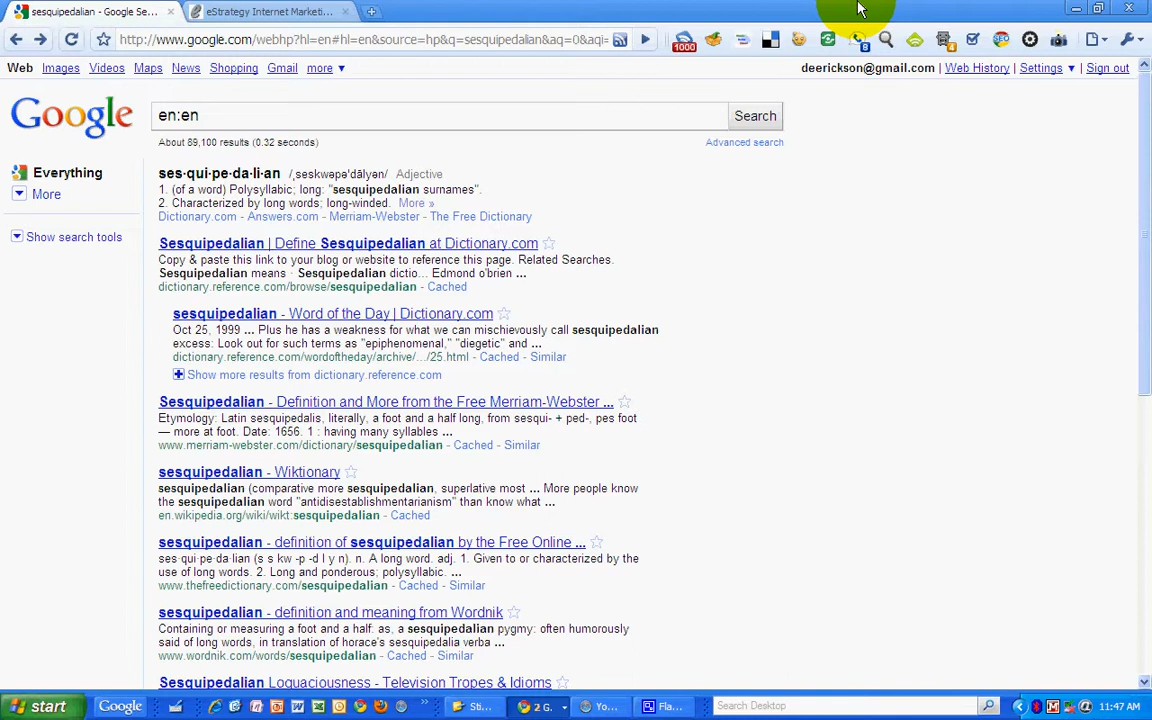 sesquipedalian - Google Se...
eStrategy Internet Marketi...
http://www.google.com/webhp?hl=en#hl=en&source=hp&q=sesquipedalian&aq=0&aqi=
1000
8
4
SEO
Web Images Videos Maps News Shopping Gmail more ▼
deerickson@gmail.com | Web History | Settings ▼ | Sign out
Google
en:en
Search
About 89,100 results (0.32 seconds)
Advanced search
Everything
More
Show search tools
ses·qui·pe·da·li·an /ˌseskwəpəˈdālyən/ Adjective
1. (of a word) Polysyllabic; long: "sesquipedalian surnames".
2. Characterized by long words; long-winded. More »
Dictionary.com - Answers.com - Merriam-Webster - The Free Dictionary
Sesquipedalian | Define Sesquipedalian at Dictionary.com
Copy & paste this link to your blog or website to reference this page. Related Searches.
Sesquipedalian means · Sesquipedalian dictio... Edmond o'brien ...
dictionary.reference.com/browse/sesquipedalian - Cached
sesquipedalian - Word of the Day | Dictionary.com
Oct 25, 1999 ... Plus he has a weakness for what we can mischievously call sesquipedalian
excess: Look out for such terms as "epiphenomenal," "diegetic" and ...
dictionary.reference.com/wordoftheday/archive/.../25.html - Cached - Similar
Show more results from dictionary.reference.com
Sesquipedalian - Definition and More from the Free Merriam-Webster ...
Etymology: Latin sesquipedalis, literally, a foot and a half long, from sesqui- + ped-, pes foot
— more at foot. Date: 1656. 1 : having many syllables ...
www.merriam-webster.com/dictionary/sesquipedalian - Cached - Similar
sesquipedalian - Wiktionary
sesquipedalian (comparative more sesquipedalian, superlative most ... More people know
the sesquipedalian word "antidisestablishmentarianism" than know what ...
en.wikipedia.org/wiki/wikt:sesquipedalian - Cached
sesquipedalian - definition of sesquipedalian by the Free Online ...
ses·qui·pe·da·lian (s s kw -p -d l y n). n. A long word. adj. 1. Given to or characterized by the
use of long words. 2. Long and ponderous; polysyllabic. ...
www.thefreedictionary.com/sesquipedalian - Cached - Similar
sesquipedalian - definition and meaning from Wordnik
Containing or measuring a foot and a half: as, a sesquipedalian pygmy: often humorously
said of long words, in translation of horace's sesquipedalia verba ...
www.wordnik.com/words/sesquipedalian - Cached - Similar
Sesquipedalian Loquaciousness - Television Tropes & Idioms
start
Google
Sti...
2 G...
Yo...
Fla...
Search Desktop
11:47 AM